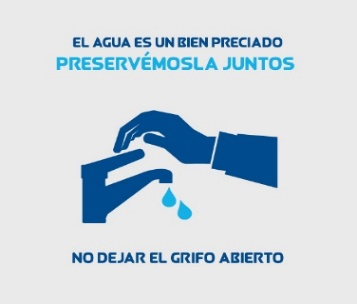 EL AGUA ES UN BIEN PRECIADO
PRESERVÉMOSLA JUNTOS
NO DEJAR EL GRIFO ABIERTO